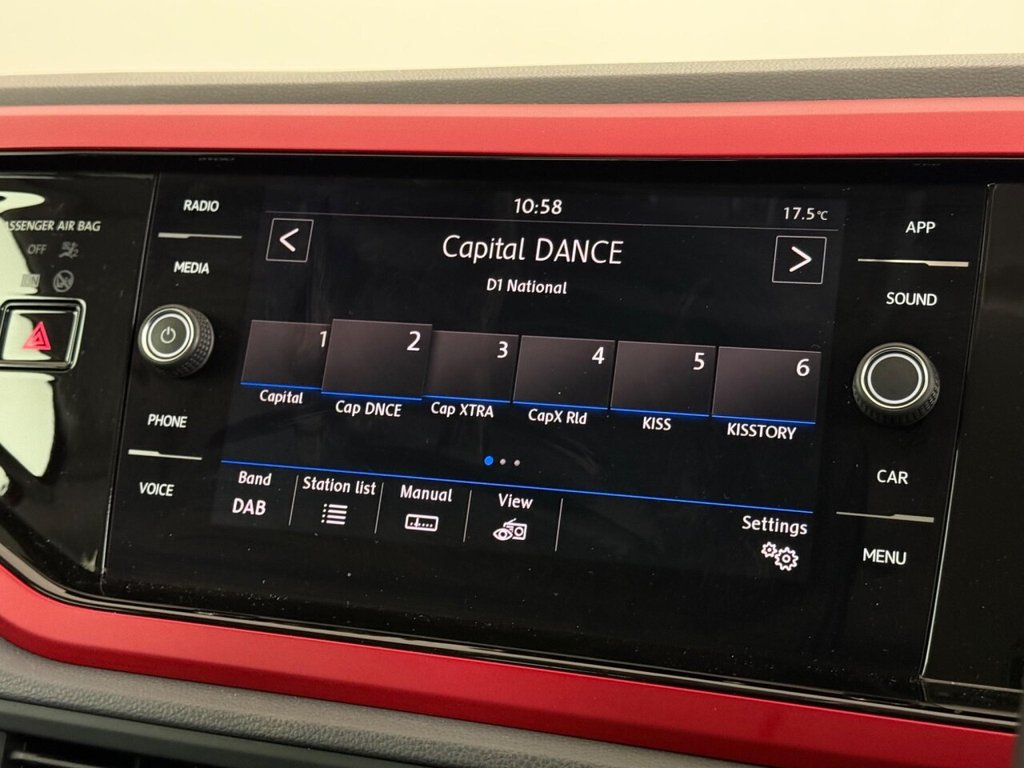 PASSENGER AIR BAG
OFF
RADIO
MEDIA
PHONE
VOICE
10:58
17.5°C
<
Capital DANCE
>
D1 National
1
2
3
4
5
6
Capital
Cap DNCE
Cap XTRA
CapX Rld
KISS
KISSTORY
Band
DAB
Station list
Manual
View
Settings
APP
SOUND
CAR
MENU